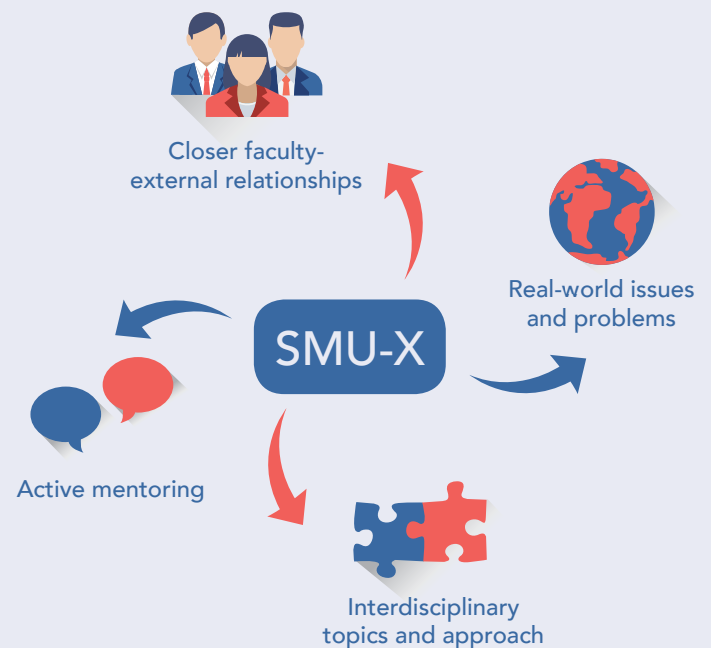 Closer faculty-
external relationships
Real-world issues
and problems
SMU-X
Active mentoring
Interdisciplinary
topics and approach